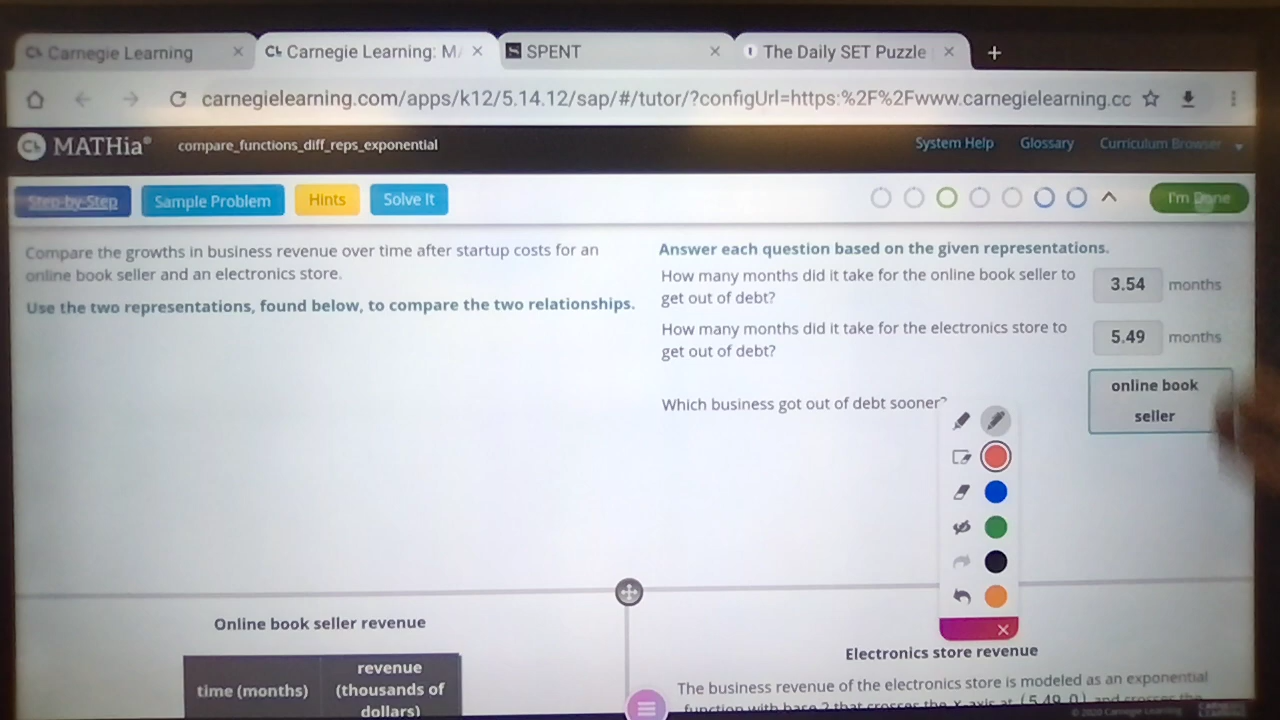 Carnegie Learning
Carnegie Learning: M
SPENT
The Daily SET Puzzle
carnegielearning.com/apps/k12/5.14.12/sap/#/tutor/?configUrl=https:%2F%2Fwww.carnegielearning.cc
MATHia®
compare_functions_diff_reps_exponential
System Help
Glossary
Curriculum Browser
Step-by-Step
Sample Problem
Hints
Solve It
I'm Done
Compare the growths in business revenue over time after startup costs for an
online book seller and an electronics store.
Use the two representations, found below, to compare the two relationships.
Answer each question based on the given representations.
How many months did it take for the online book seller to
get out of debt?
3.54 months
How many months did it take for the electronics store to
get out of debt?
5.49 months
Which business got out of debt sooner?
online book
seller
Online book seller revenue
time (months)
revenue
(thousands of
dollars)
Electronics store revenue
The business revenue of the electronics store is modeled as an exponential
function with base 2 that crosses the x-axis at (5.49, 0) and crosses the
© 2020 Carnegie Learning